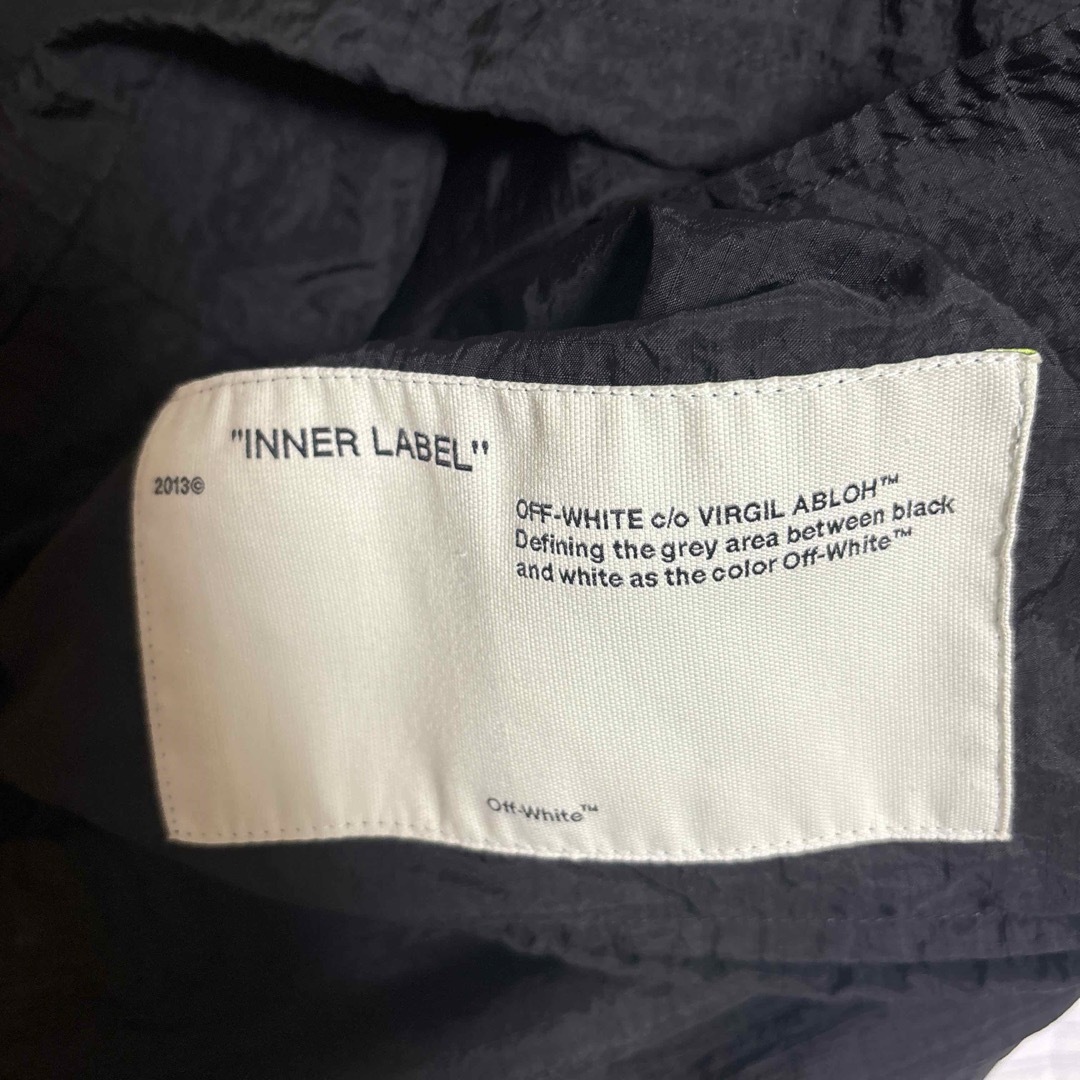 "INNER LABEL"
2013©
OFF-WHITE c/o VIRGIL ABLOH™
Defining the grey area between black
and white as the color Off-White™
Off-White™